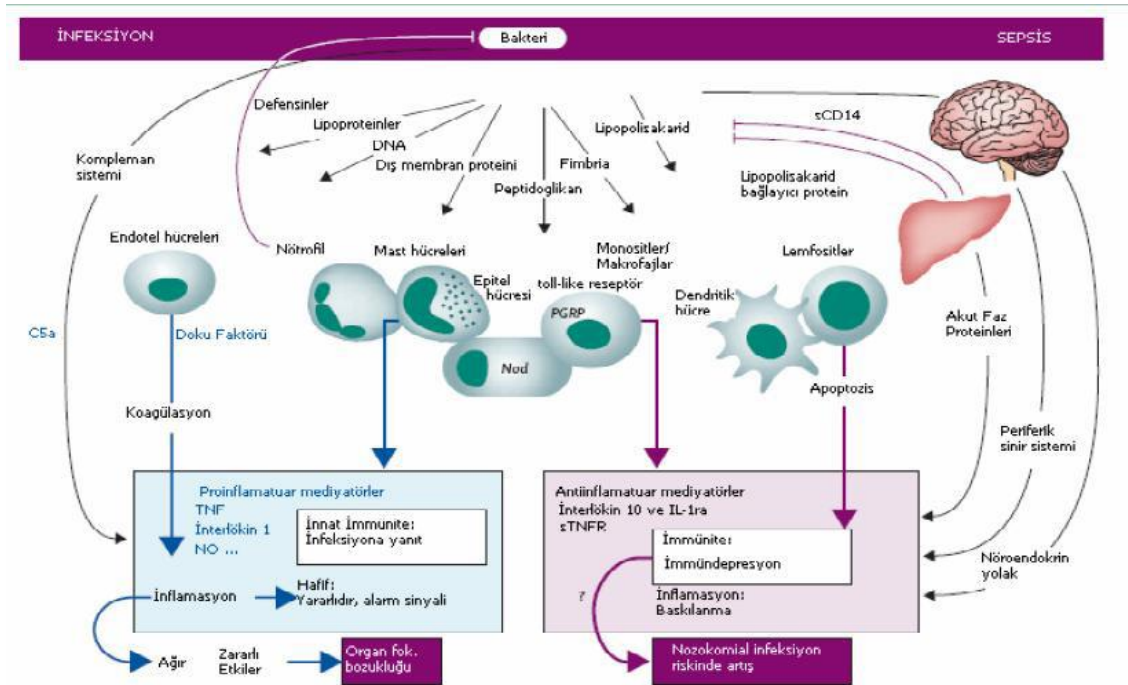 İNFEKSİYON
Bakteri
SEPSİS
Defensinler
Lipoproteinler
DNA
Dış membran proteini
Peptidoglikan
Fimbria
Lipopolisakarid
sCD14
Lipopolisakarid
bağlayıcı protein
Kompleman
sistemi
Endotel hücreleri
Nötrofil
Mast hücreleri
Epitel
hücresi
toll-like reseptör
Monositler/
Makrofajlar
Lemfositler
Dendritik
hücre
PGRP
Nod
C5a
Doku Faktörü
Akut Faz
Proteinleri
Koagülasyon
Apoptozis
Periferik
sinir sistemi
Nöroendokrin
yolak
Proinflamatuar mediyatörler
TNF
İnterlökin 1
NO ...
İnnat İmmunite:
İnfeksiyona yanıt
İnflamasyon
Hafif:
Yararlıdır, alarm sinyali
Ağır
Zararlı
Etkiler
Organ fok.
bozukluğu
Antiinflamatuar mediyatörler
İnterlökin 10 ve IL-1ra
sTNFR
İmmünite:
İmmündepresyon
?
İnflamasyon:
Baskılanma
Nozokomial infeksiyon
riskinde artış